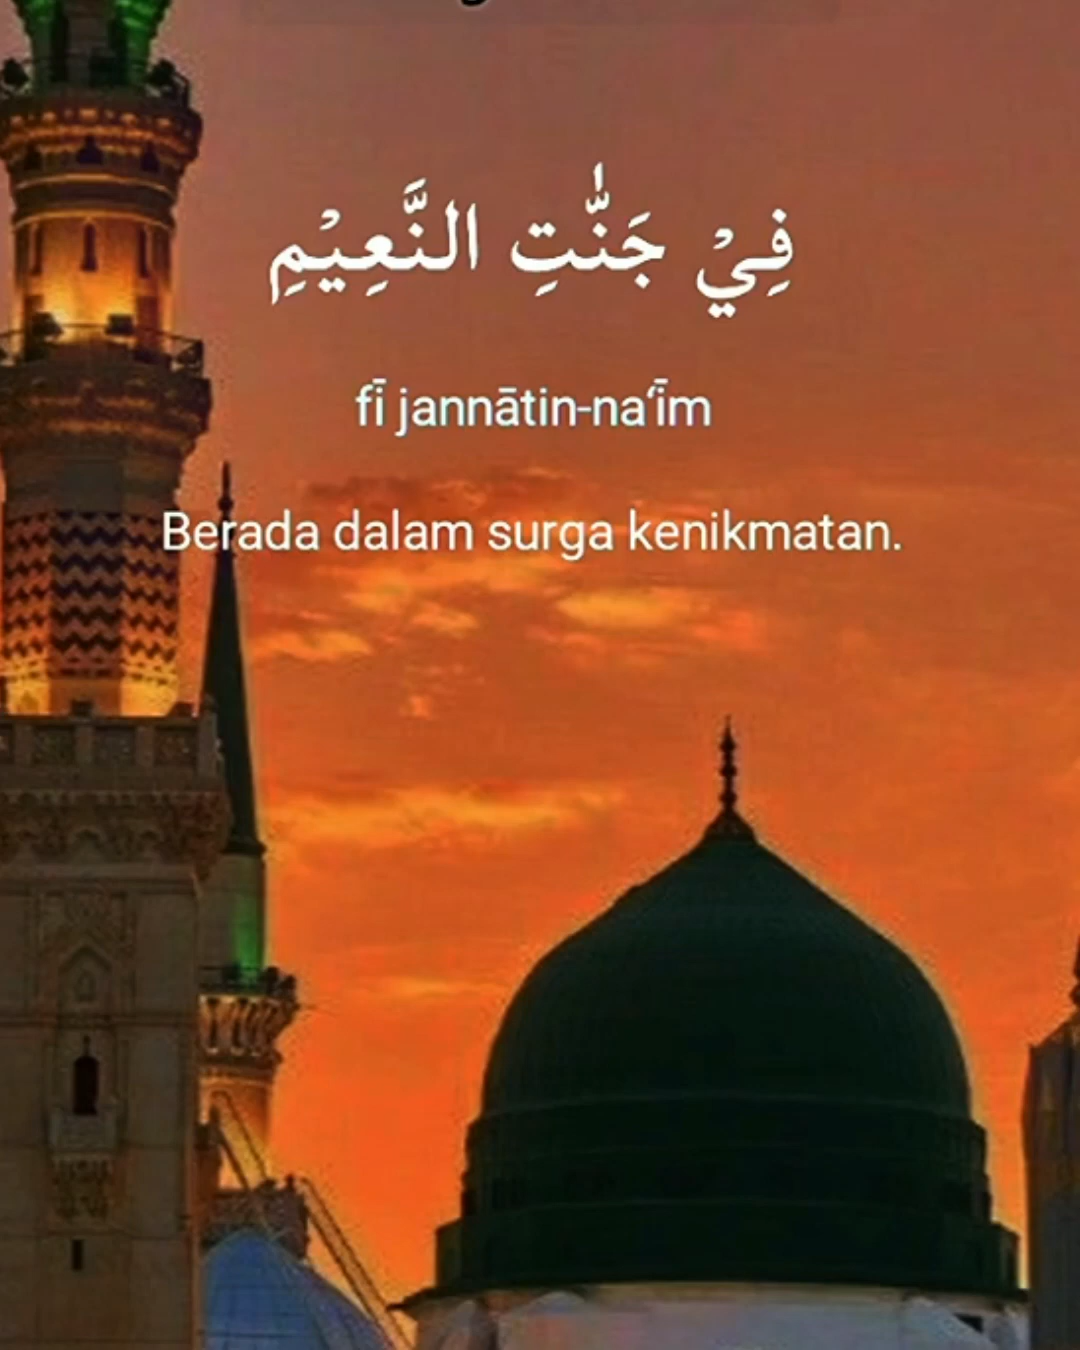 فِيْ جَنّٰتِ النَّعِيْمِ
fī jannātin-na‘īm
Berada dalam surga kenikmatan.